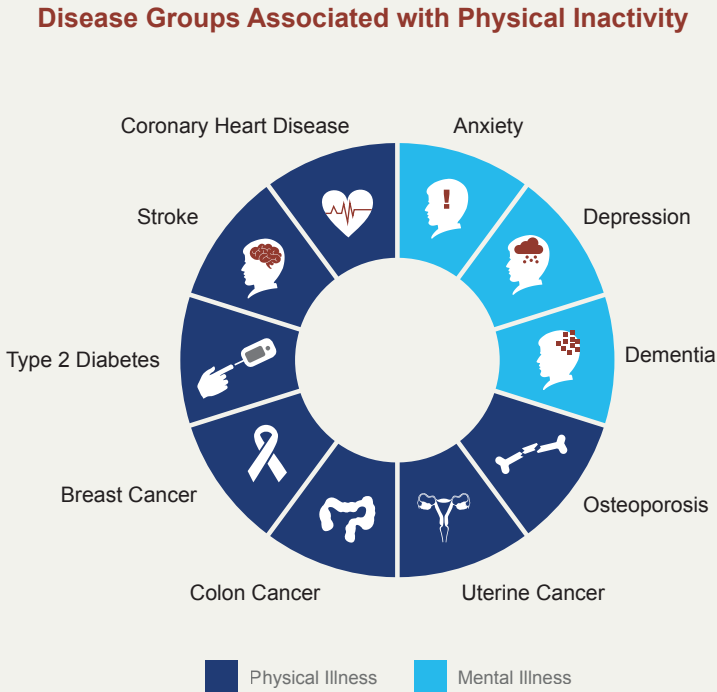 Disease Groups Associated with Physical Inactivity
Coronary Heart Disease
Anxiety
Stroke
Depression
Type 2 Diabetes
Dementia
Breast Cancer
Osteoporosis
Colon Cancer
Uterine Cancer
Physical Illness
Mental Illness